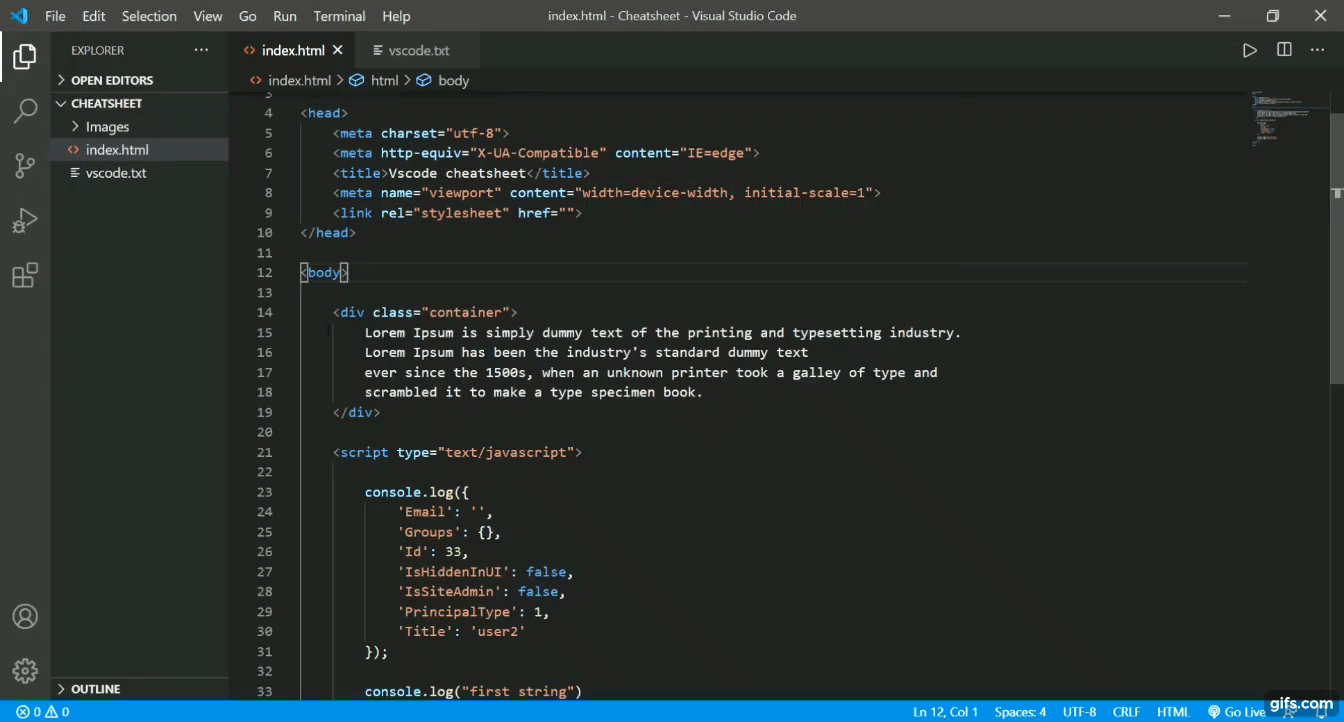 File Edit Selection View Go Run Terminal Help
index.html - Cheatsheet - Visual Studio Code
EXPLORER
OPEN EDITORS
CHEATSHEET
Images
index.html
vscode.txt
OUTLINE
index.html
vscode.txt
index.html > html > body
3
4 <head>
5 <meta charset="utf-8">
6 <meta http-equiv="X-UA-Compatible" content="IE=edge">
7 <title>Vscode cheatsheet</title>
8 <meta name="viewport" content="width=device-width, initial-scale=1">
9 <link rel="stylesheet" href="">
10 </head>
11
12 <body>
13
14 <div class="container">
15 Lorem Ipsum is simply dummy text of the printing and typesetting industry.
16 Lorem Ipsum has been the industry's standard dummy text
17 ever since the 1500s, when an unknown printer took a galley of type and
18 scrambled it to make a type specimen book.
19 </div>
20
21 <script type="text/javascript">
22
23 console.log({
24 'Email': '',
25 'Groups': {},
26 'Id': 33,
27 'IsHiddenInUI': false,
28 'IsSiteAdmin': false,
29 'PrincipalType': 1,
30 'Title': 'user2'
31 });
32
33 console.log("first string")
0 0
Ln 12, Col 1 Spaces: 4 UTF-8 CRLF HTML Go Live
gifs.com